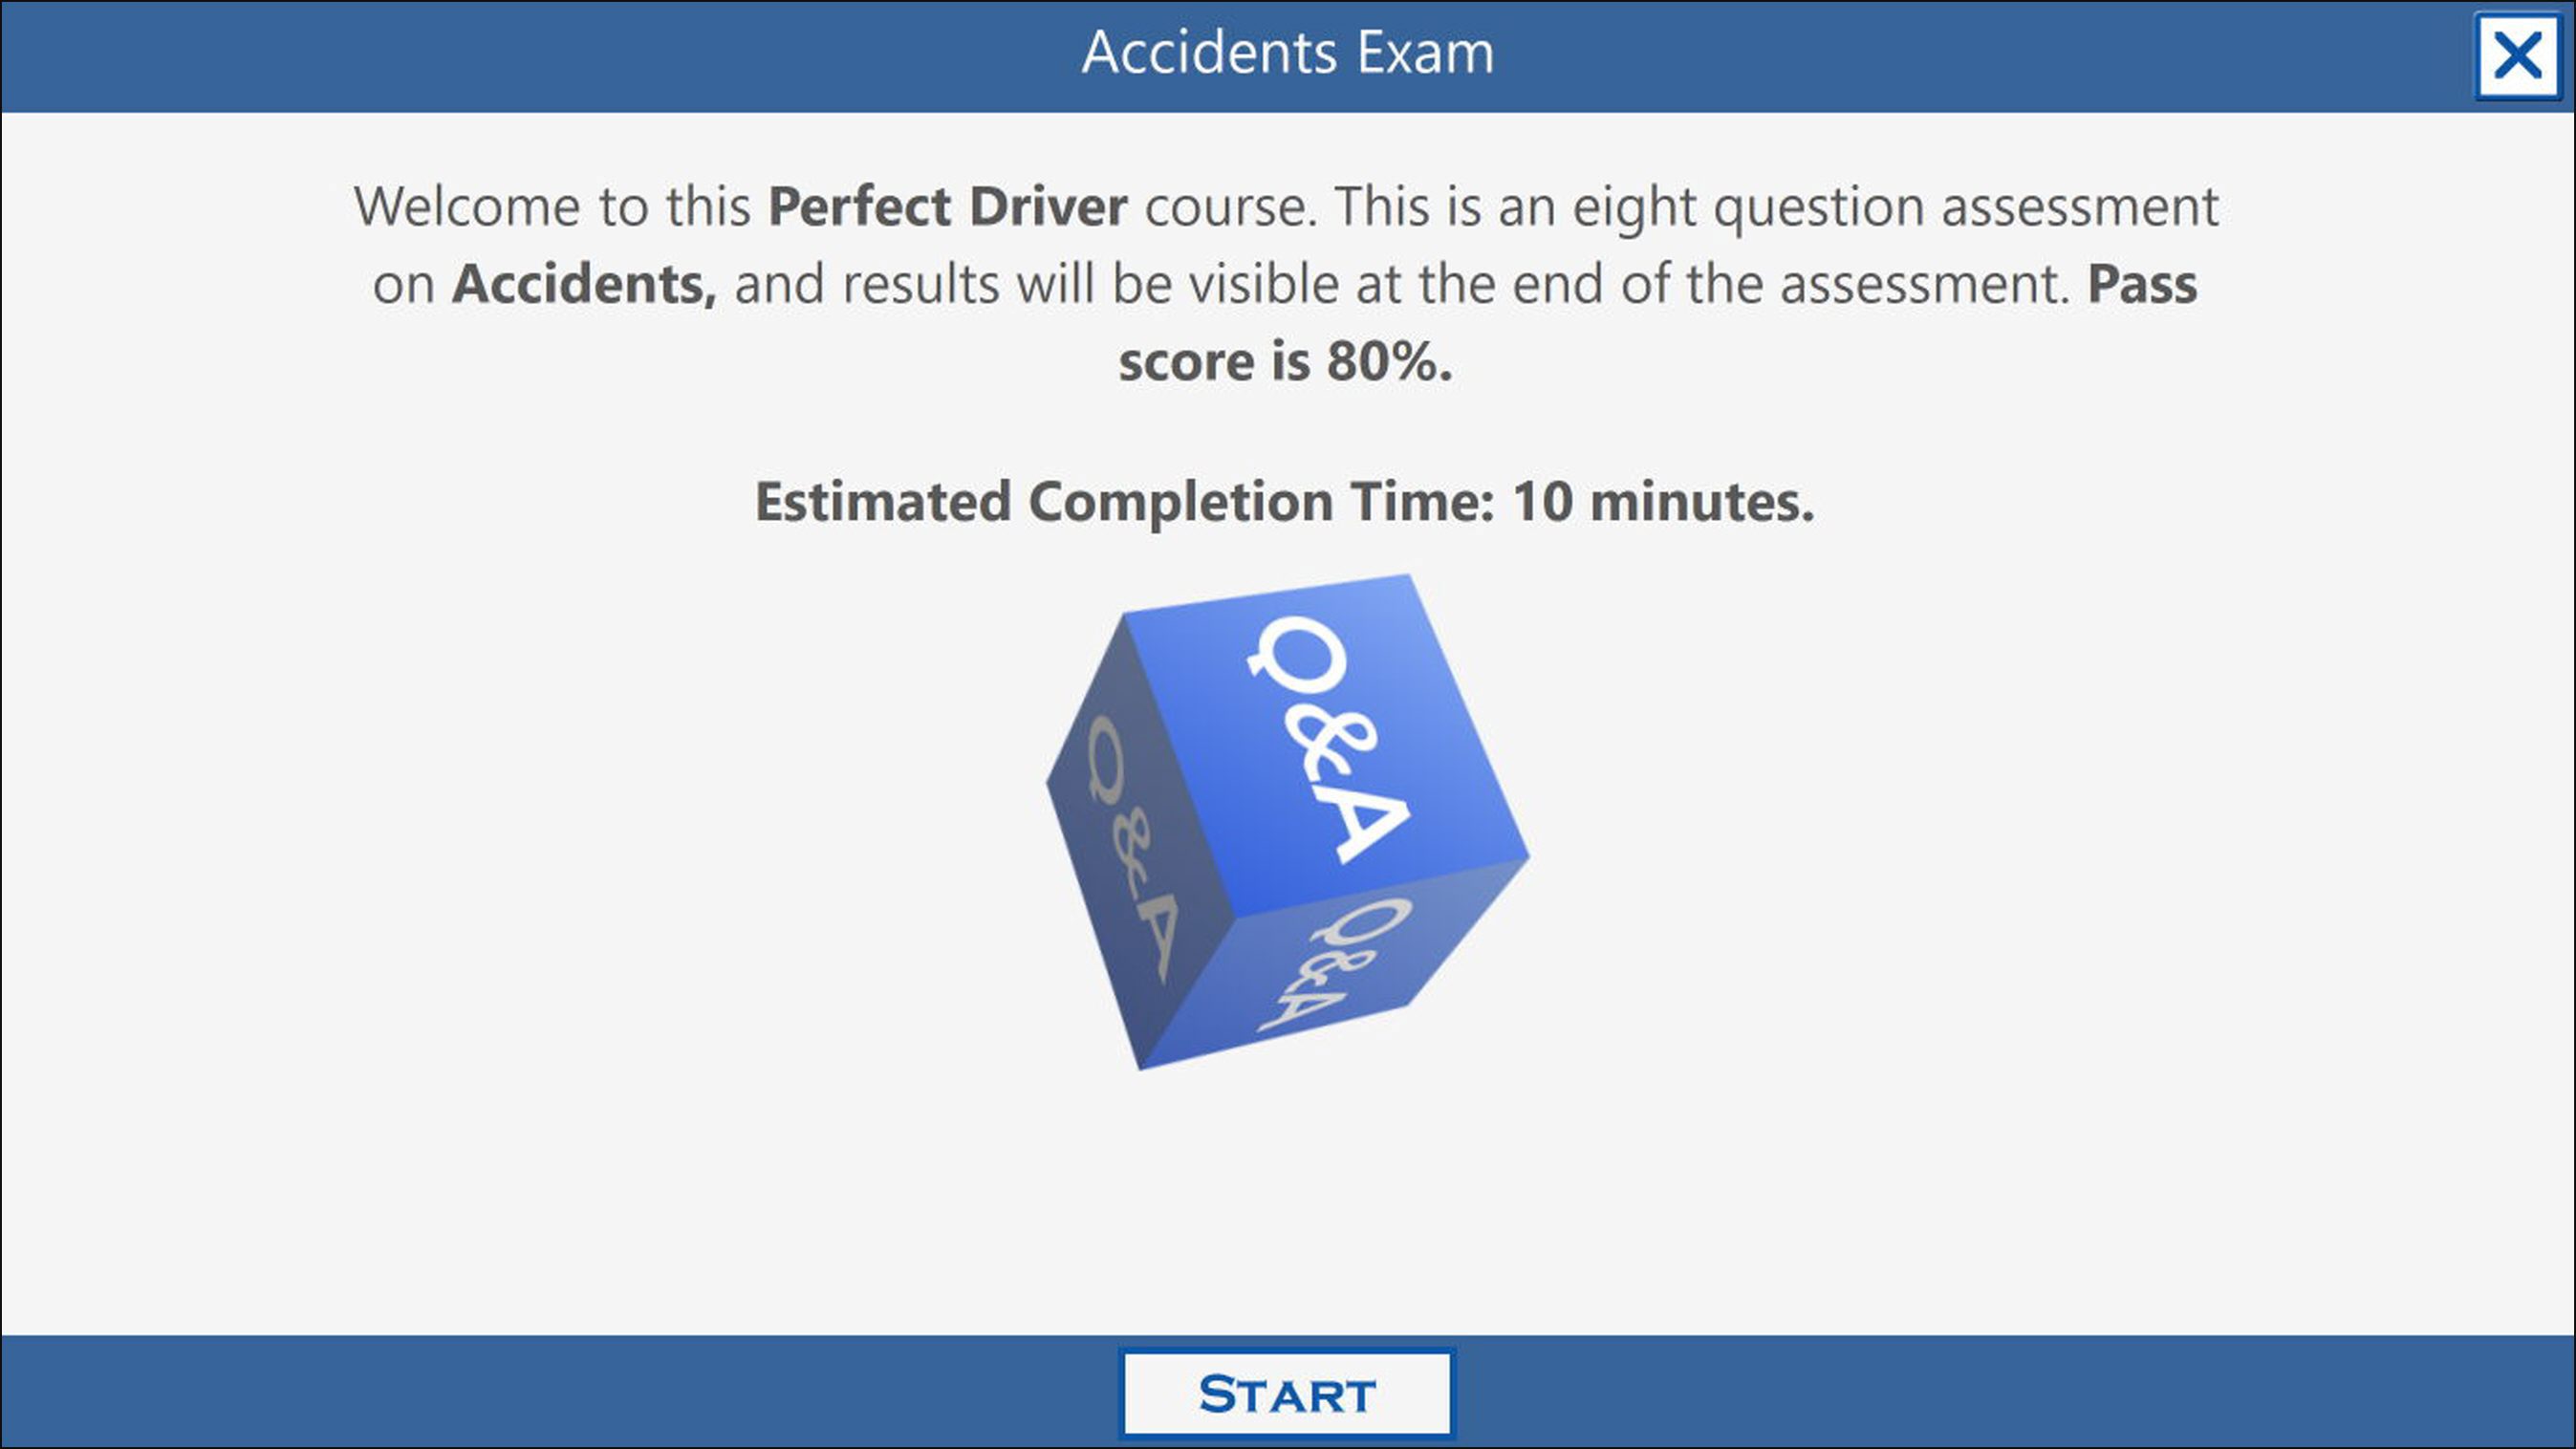 Accidents Exam
Welcome to this Perfect Driver course. This is an eight question assessment
on Accidents, and results will be visible at the end of the assessment. Pass
score is 80%.
Estimated Completion Time: 10 minutes.
Q&A
Q&A
Q&A
START